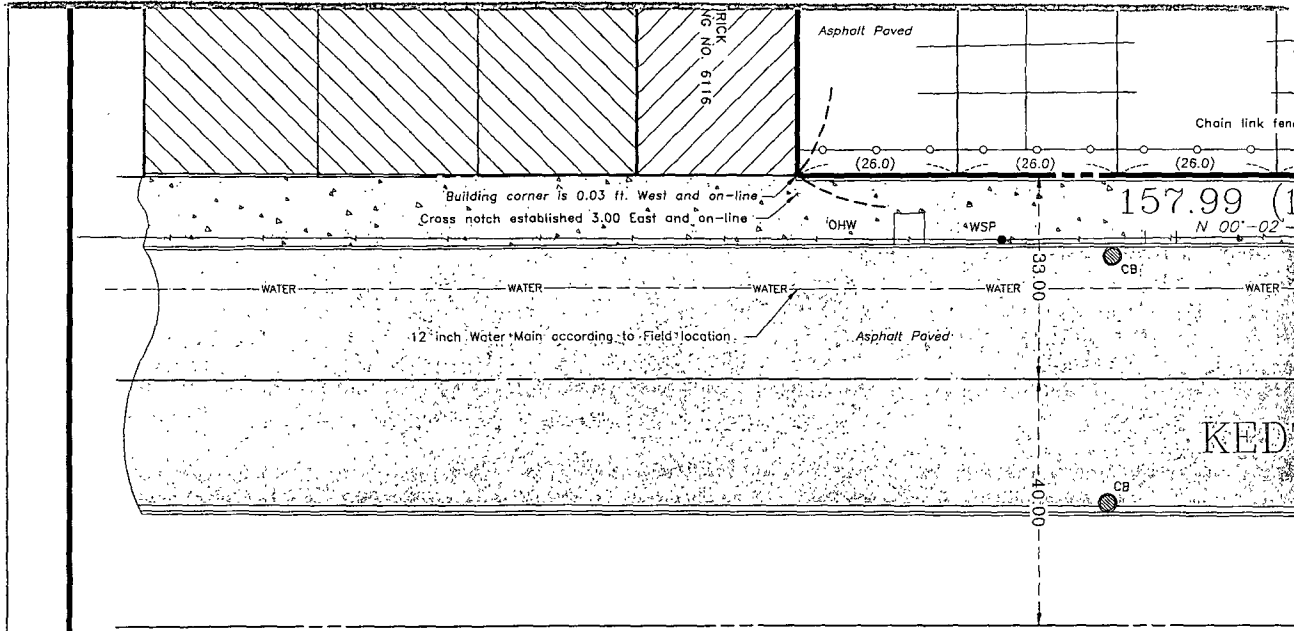 RICK
NG NO. 6116
Asphalt Paved
Chain link fen
(26.0) (26.0) (26.0)
Building corner is 0.03 ft. West and on-line
Cross notch established 3.00 East and on-line
157.99 (1
N 00°-02'-
OHW
WSP
33.00
CB
WATER WATER WATER WATER WATER
12 inch Water Main according to Field location
Asphalt Paved
KED
CB
40.00